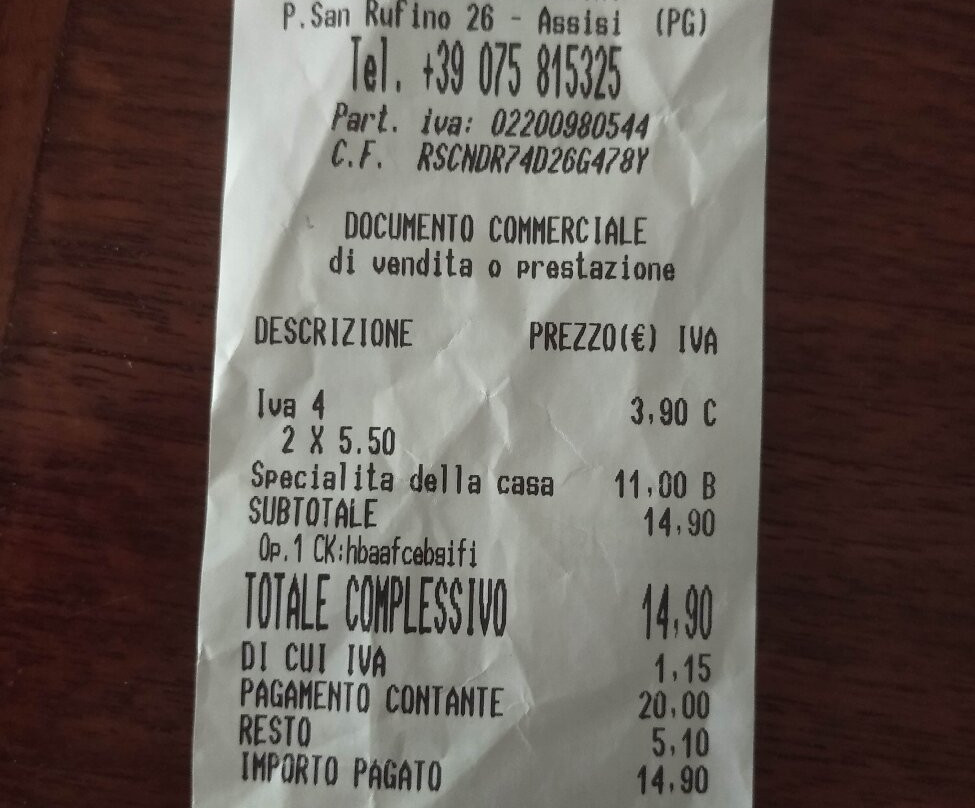 P.San Rufino 26 - Assisi (PG)
Tel. +39 075 815325
Part. iva: 02200980544
C.F. RSCNDR74D26G478Y
DOCUMENTO COMMERCIALE
di vendita o prestazione
DESCRIZIONE PREZZO(€) IVA
Iva 4 3,90 C
2 X 5.50
Specialita della casa 11,00 B
SUBTOTALE 14,90
Op.1 CK:hbaafcebgifi
TOTALE COMPLESSIVO 14,90
DI CUI IVA 1,15
PAGAMENTO CONTANTE 20,00
RESTO 5,10
IMPORTO PAGATO 14,90